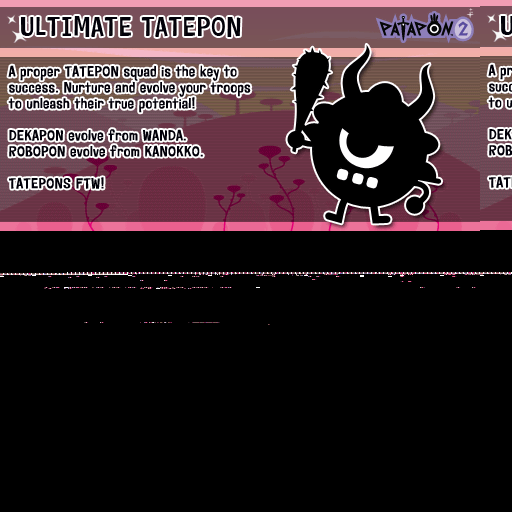 ULTIMATE TATEPON
PATAPON 2
A proper TATEPON squad is the key to
success. Nurture and evolve your troops
to unleash their true potential!
DEKAPON evolve from WANDA.
ROBOPON evolve from KANOKKO.
TATEPONS FTW!
U
A pr
succ
to u
DEK
ROB
TAT